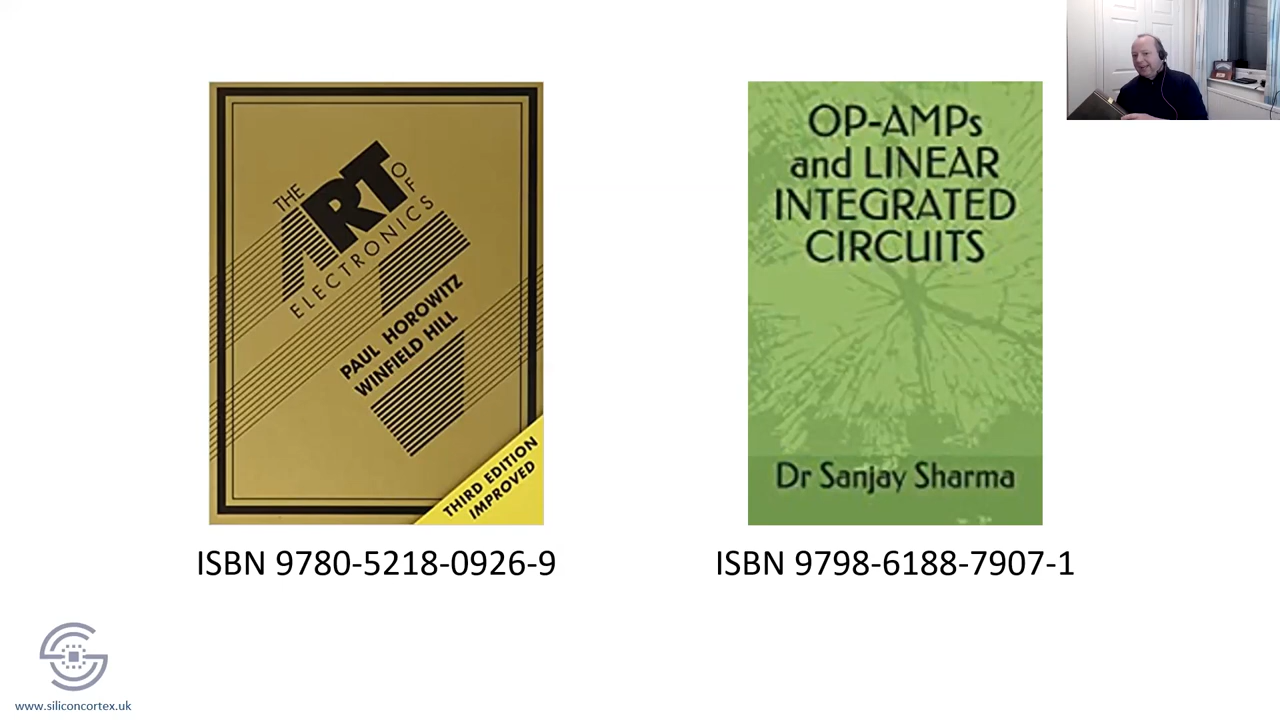 THE
ART
OF
ELECTRONICS
PAUL HOROWITZ
WINFIELD HILL
THIRD EDITION
IMPROVED
ISBN 9780-5218-0926-9
OP-AMPs
and LINEAR
INTEGRATED
CIRCUITS
Dr Sanjay Sharma
ISBN 9798-6188-7907-1
www.siliconcortex.uk